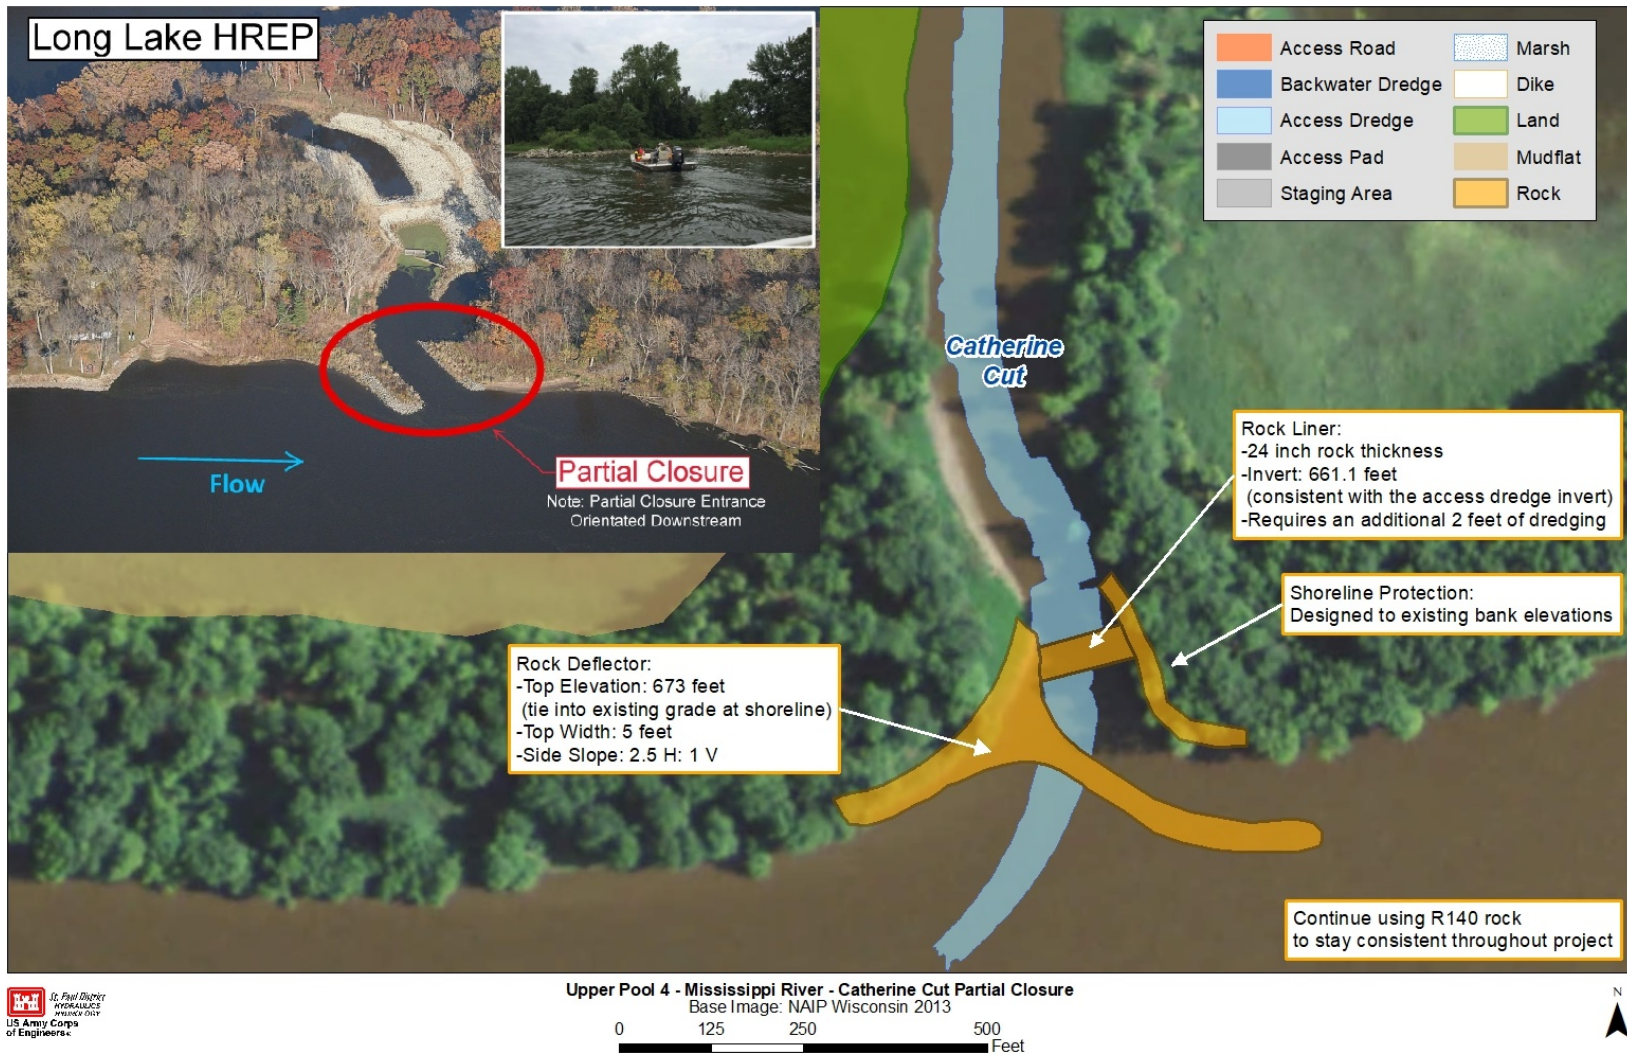 Long Lake HREP
Flow
Partial Closure
Note: Partial Closure Entrance
Orientated Downstream
Access Road
Backwater Dredge
Access Dredge
Access Pad
Staging Area
Marsh
Dike
Land
Mudflat
Rock
Catherine
Cut
Rock Liner:
-24 inch rock thickness
-Invert: 661.1 feet
(consistent with the access dredge invert)
-Requires an additional 2 feet of dredging
Shoreline Protection:
Designed to existing bank elevations
Rock Deflector:
-Top Elevation: 673 feet
(tie into existing grade at shoreline)
-Top Width: 5 feet
-Side Slope: 2.5 H: 1 V
Continue using R140 rock
to stay consistent throughout project
St. Paul District
HYDRAULICS
HYDROLOGY
US Army Corps
of Engineers
Upper Pool 4 - Mississippi River - Catherine Cut Partial Closure
Base Image: NAIP Wisconsin 2013
0 125 250 500
Feet
N